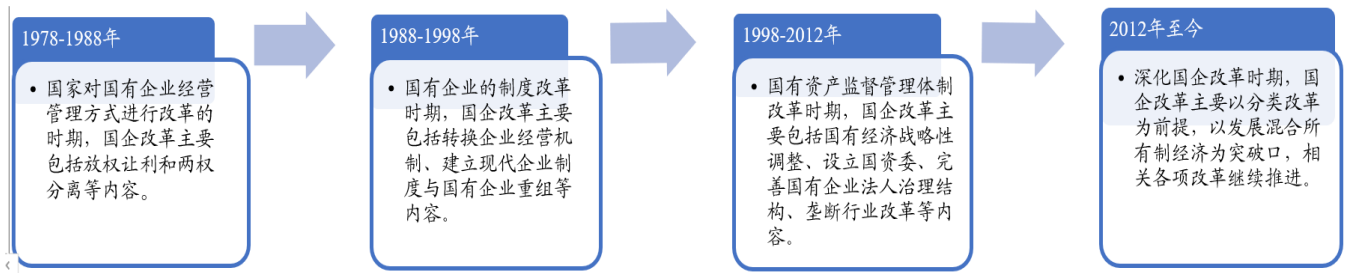 1978-1988年
• 国家对国有企业经营
管理方式进行改革的
时期，国企改革主要
包括放权让利和两权
分离等内容。
1988-1998年
• 国有企业的制度改革
时期，国企改革主要
包括转换企业经营机
制、建立现代企业制
度与国有企业重组等
内容。
1998-2012年
• 国有资产监督管理体制
改革时期，国企改革主
要包括国有经济战略性
调整、设立国资委、完
善国有企业法人治理结
构、垄断行业改革等内
容。
2012年至今
• 深化国企改革时期，国
企改革主要以分类改革
为前提，以发展混合所
有制经济为突破口，相
关各项改革继续推进。